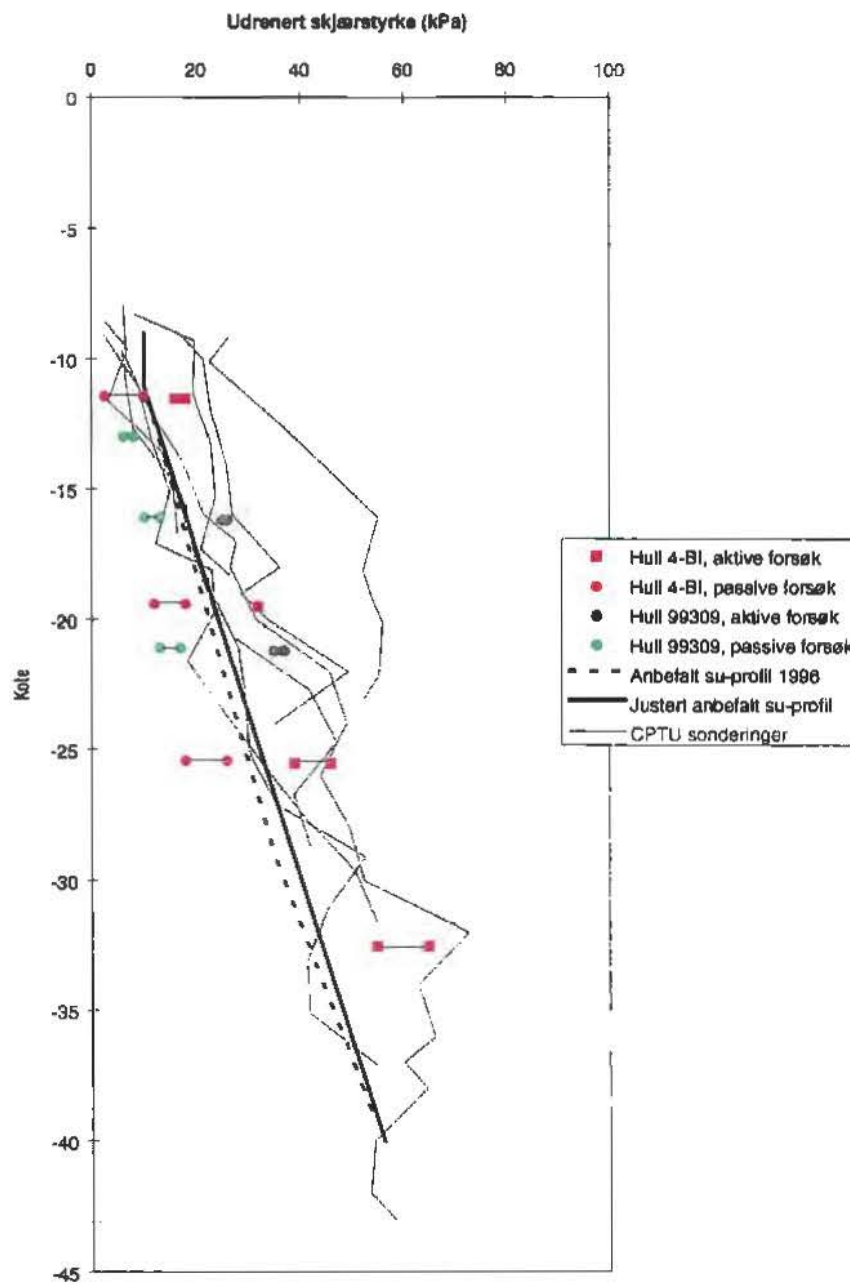 Udrenert skjærstyrke (kPa)
0 20 40 60 80 100
0
-5
-10
-15
-20
-25
-30
-35
-40
-45
Kote
Hull 4-BI, aktive forsøk
Hull 4-BI, passive forsøk
Hull 99309, aktive forsøk
Hull 99309, passive forsøk
Anbefalt su-profil 1996
Justert anbefalt su-profil
CPTU sonderinger